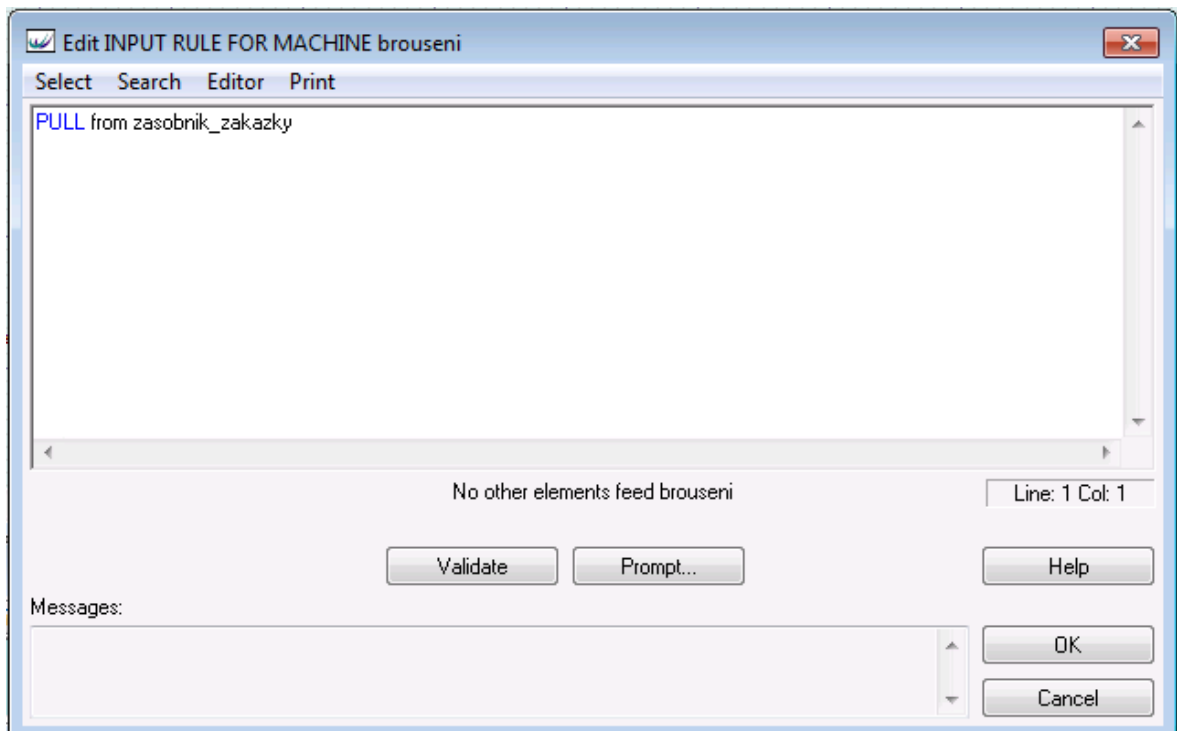 Edit INPUT RULE FOR MACHINE brouseni
Select Search Editor Print
PULL from zasobnik_zakazky
No other elements feed brouseni
Line: 1 Col: 1
Validate Prompt... Help
Messages:
OK
Cancel